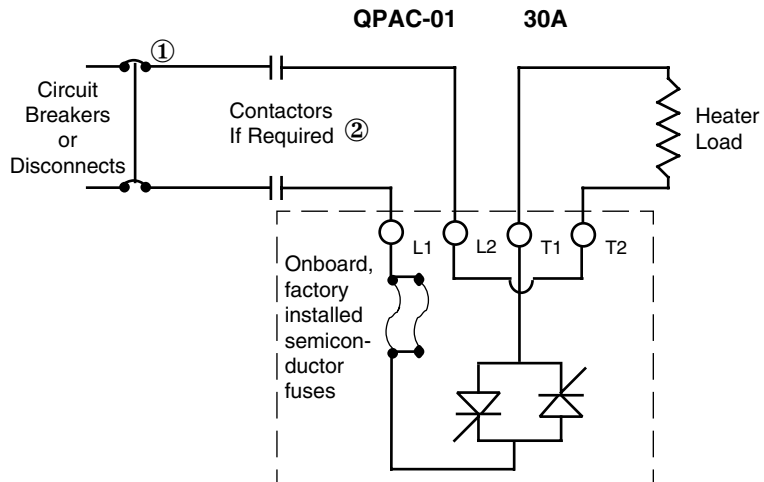 QPAC-01 30A
①
Circuit
Breakers
or
Disconnects
Contactors
If Required ②
Heater
Load
L1
L2
T1
T2
Onboard,
factory
installed
semicon-
ductor
fuses